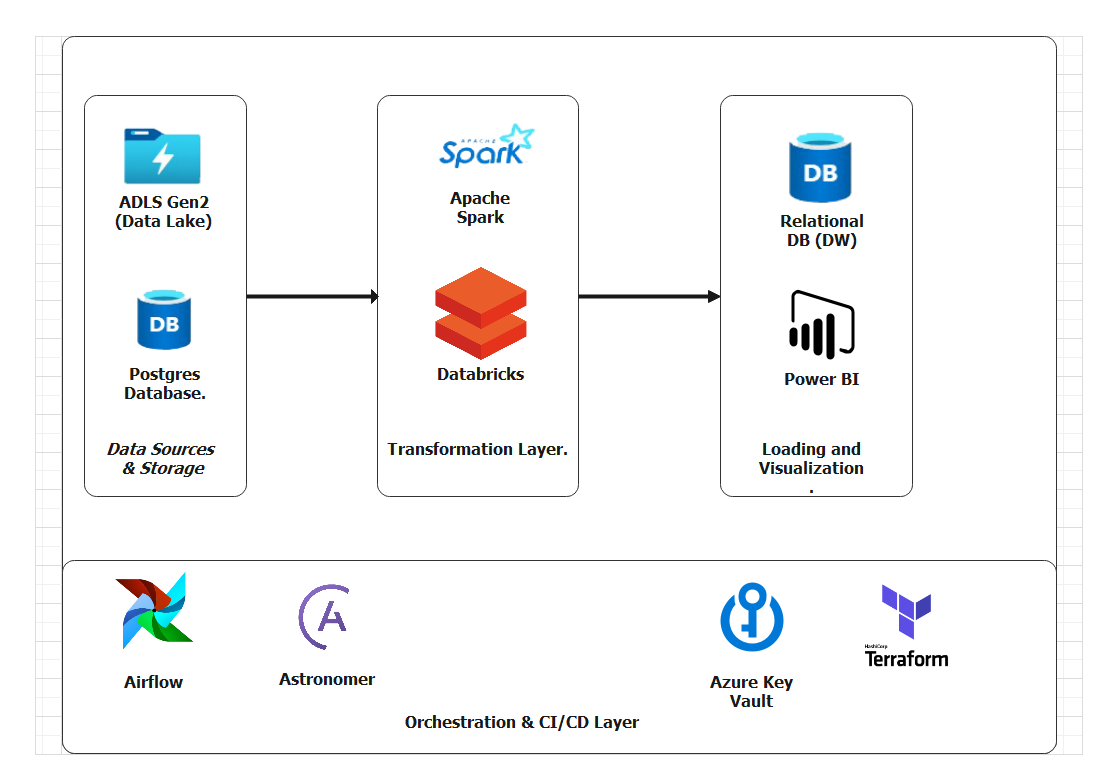 ADLS Gen2
(Data Lake)
DB
Postgres
Database.
Data Sources
& Storage
APACHE
Spark
Apache
Spark
Databricks
Transformation Layer.
DB
Relational
DB (DW)
Power BI
Loading and
Visualization
.
Airflow
A
Astronomer
Azure Key
Vault
HashiCorp
Terraform
Orchestration & CI/CD Layer